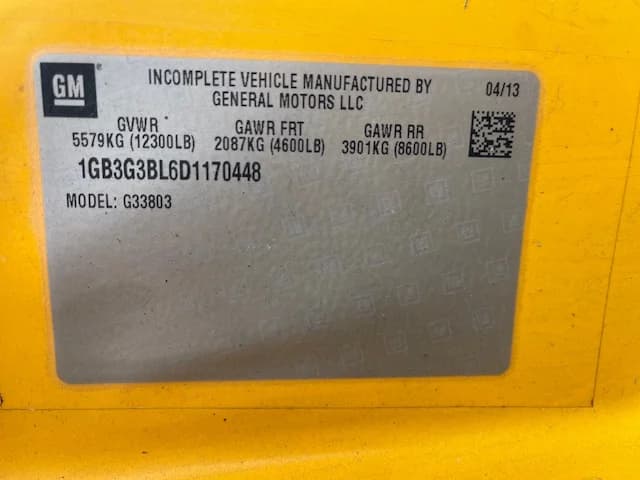 GM ® INCOMPLETE VEHICLE MANUFACTURED BY 04/13
GENERAL MOTORS LLC
GVWR GAWR FRT GAWR RR
5579KG (12300LB) 2087KG (4600LB) 3901KG (8600LB)
1GB3G3BL6D1170448
MODEL: G33803